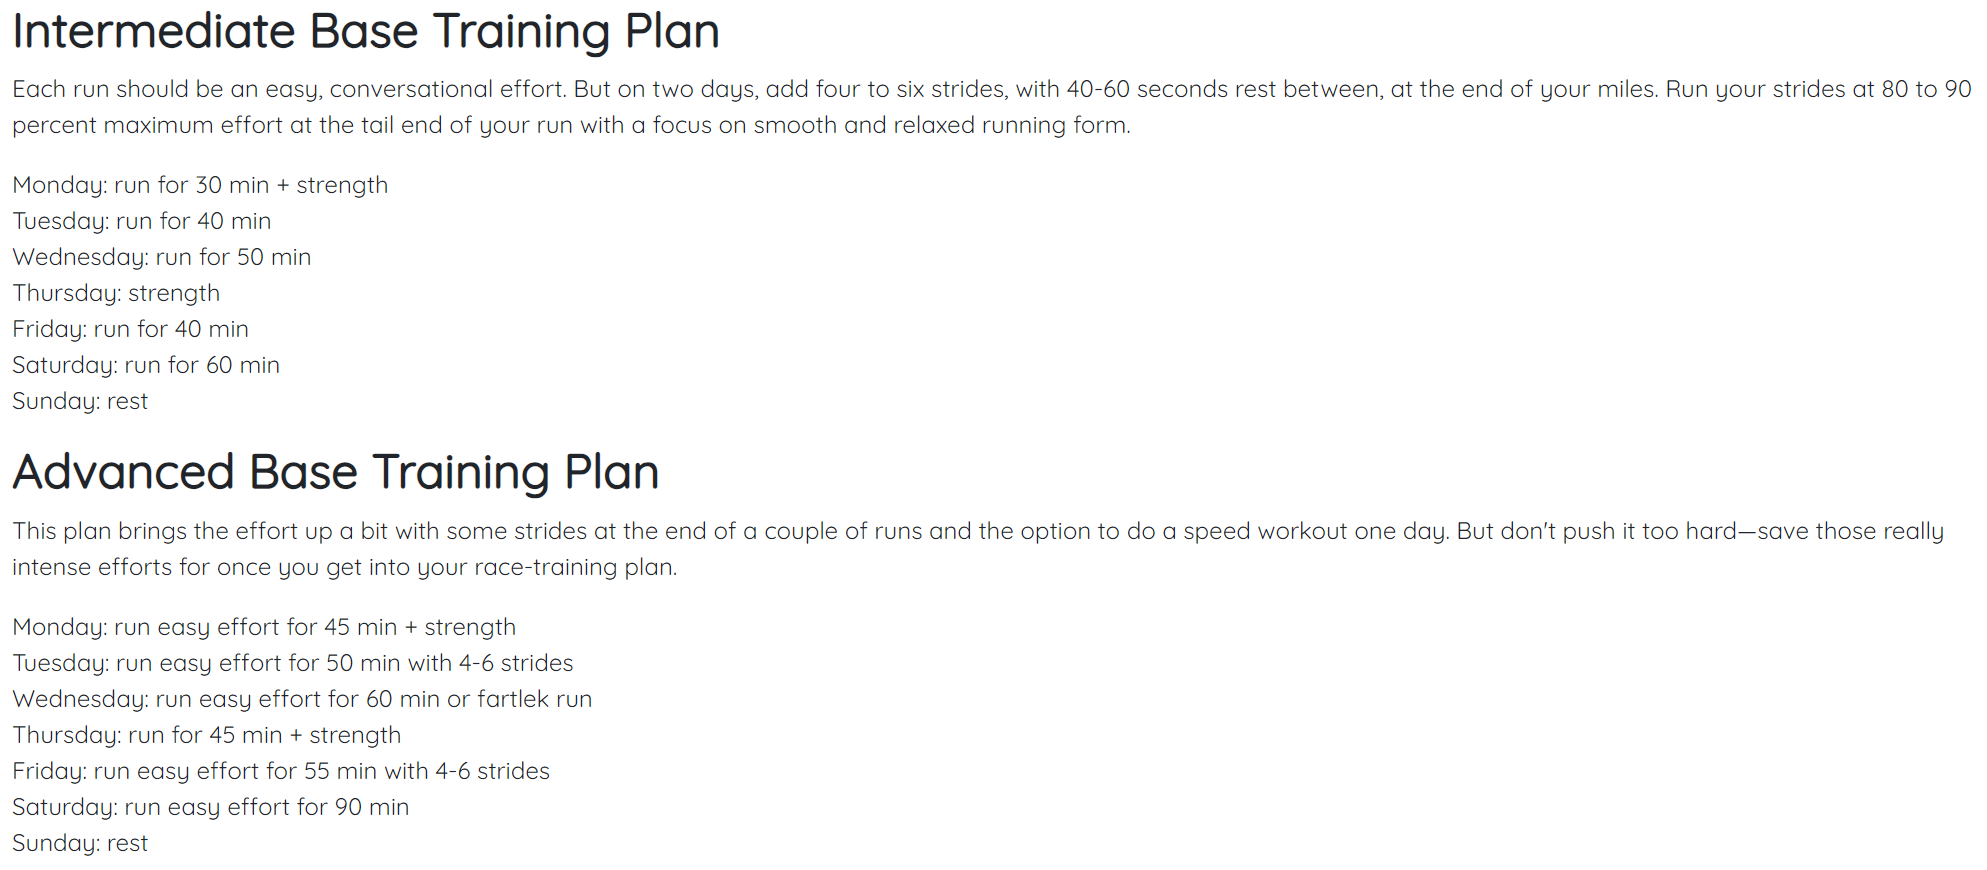 Intermediate Base Training Plan
Each run should be an easy, conversational effort. But on two days, add four to six strides, with 40-60 seconds rest between, at the end of your miles. Run your strides at 80 to 90
percent maximum effort at the tail end of your run with a focus on smooth and relaxed running form.
Monday: run for 30 min + strength
Tuesday: run for 40 min
Wednesday: run for 50 min
Thursday: strength
Friday: run for 40 min
Saturday: run for 60 min
Sunday: rest
Advanced Base Training Plan
This plan brings the effort up a bit with some strides at the end of a couple of runs and the option to do a speed workout one day. But don't push it too hard—save those really
intense efforts for once you get into your race-training plan.
Monday: run easy effort for 45 min + strength
Tuesday: run easy effort for 50 min with 4-6 strides
Wednesday: run easy effort for 60 min or fartlek run
Thursday: run for 45 min + strength
Friday: run easy effort for 55 min with 4-6 strides
Saturday: run easy effort for 90 min
Sunday: rest